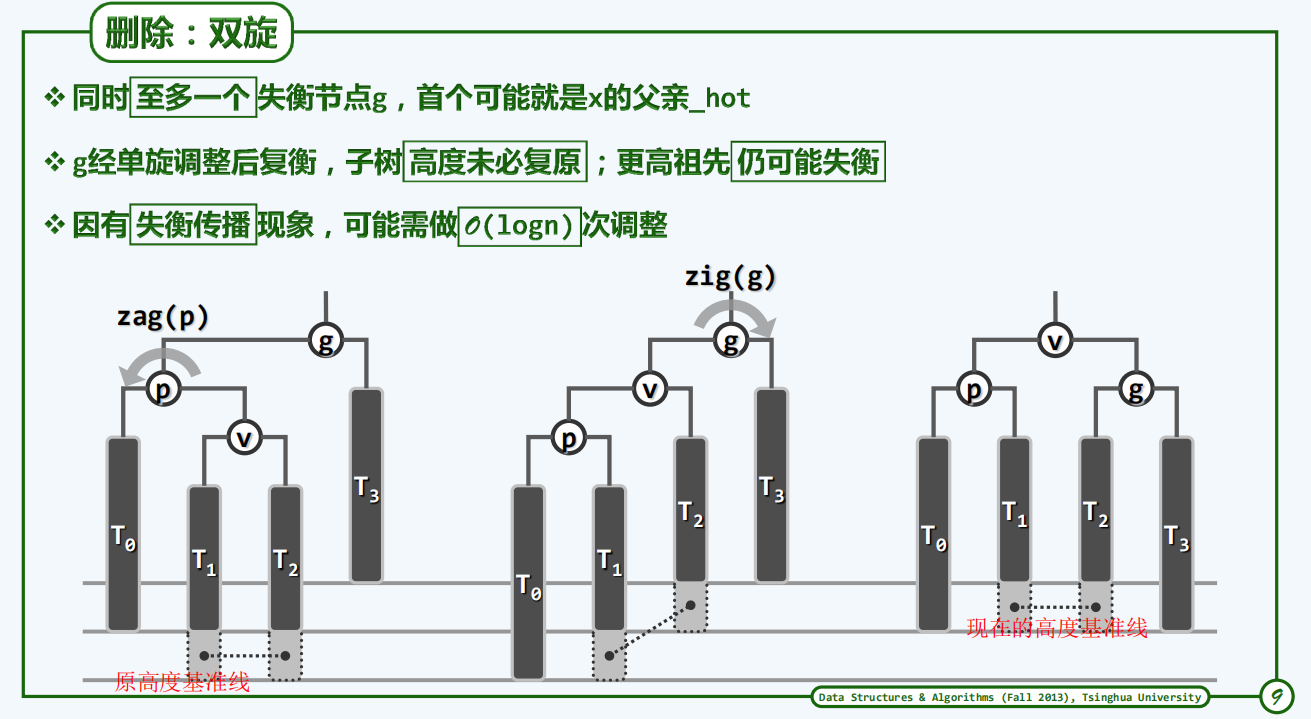 删除：双旋
❖ 同时至多一个失衡节点g，首个可能就是x的父亲_hot
❖ g经单旋调整后复衡，子树高度未必复原；更高祖先仍可能失衡
❖ 因有失衡传播现象，可能需做O(logn)次调整
zag(p)
g
p
v
T0
T1
T2
T3
原高度基准线
zig(g)
g
v
p
T0
T1
T2
T3
v
p
g
T0
T1
T2
T3
现在的高度基准线
Data Structures & Algorithms (Fall 2013), Tsinghua University
9